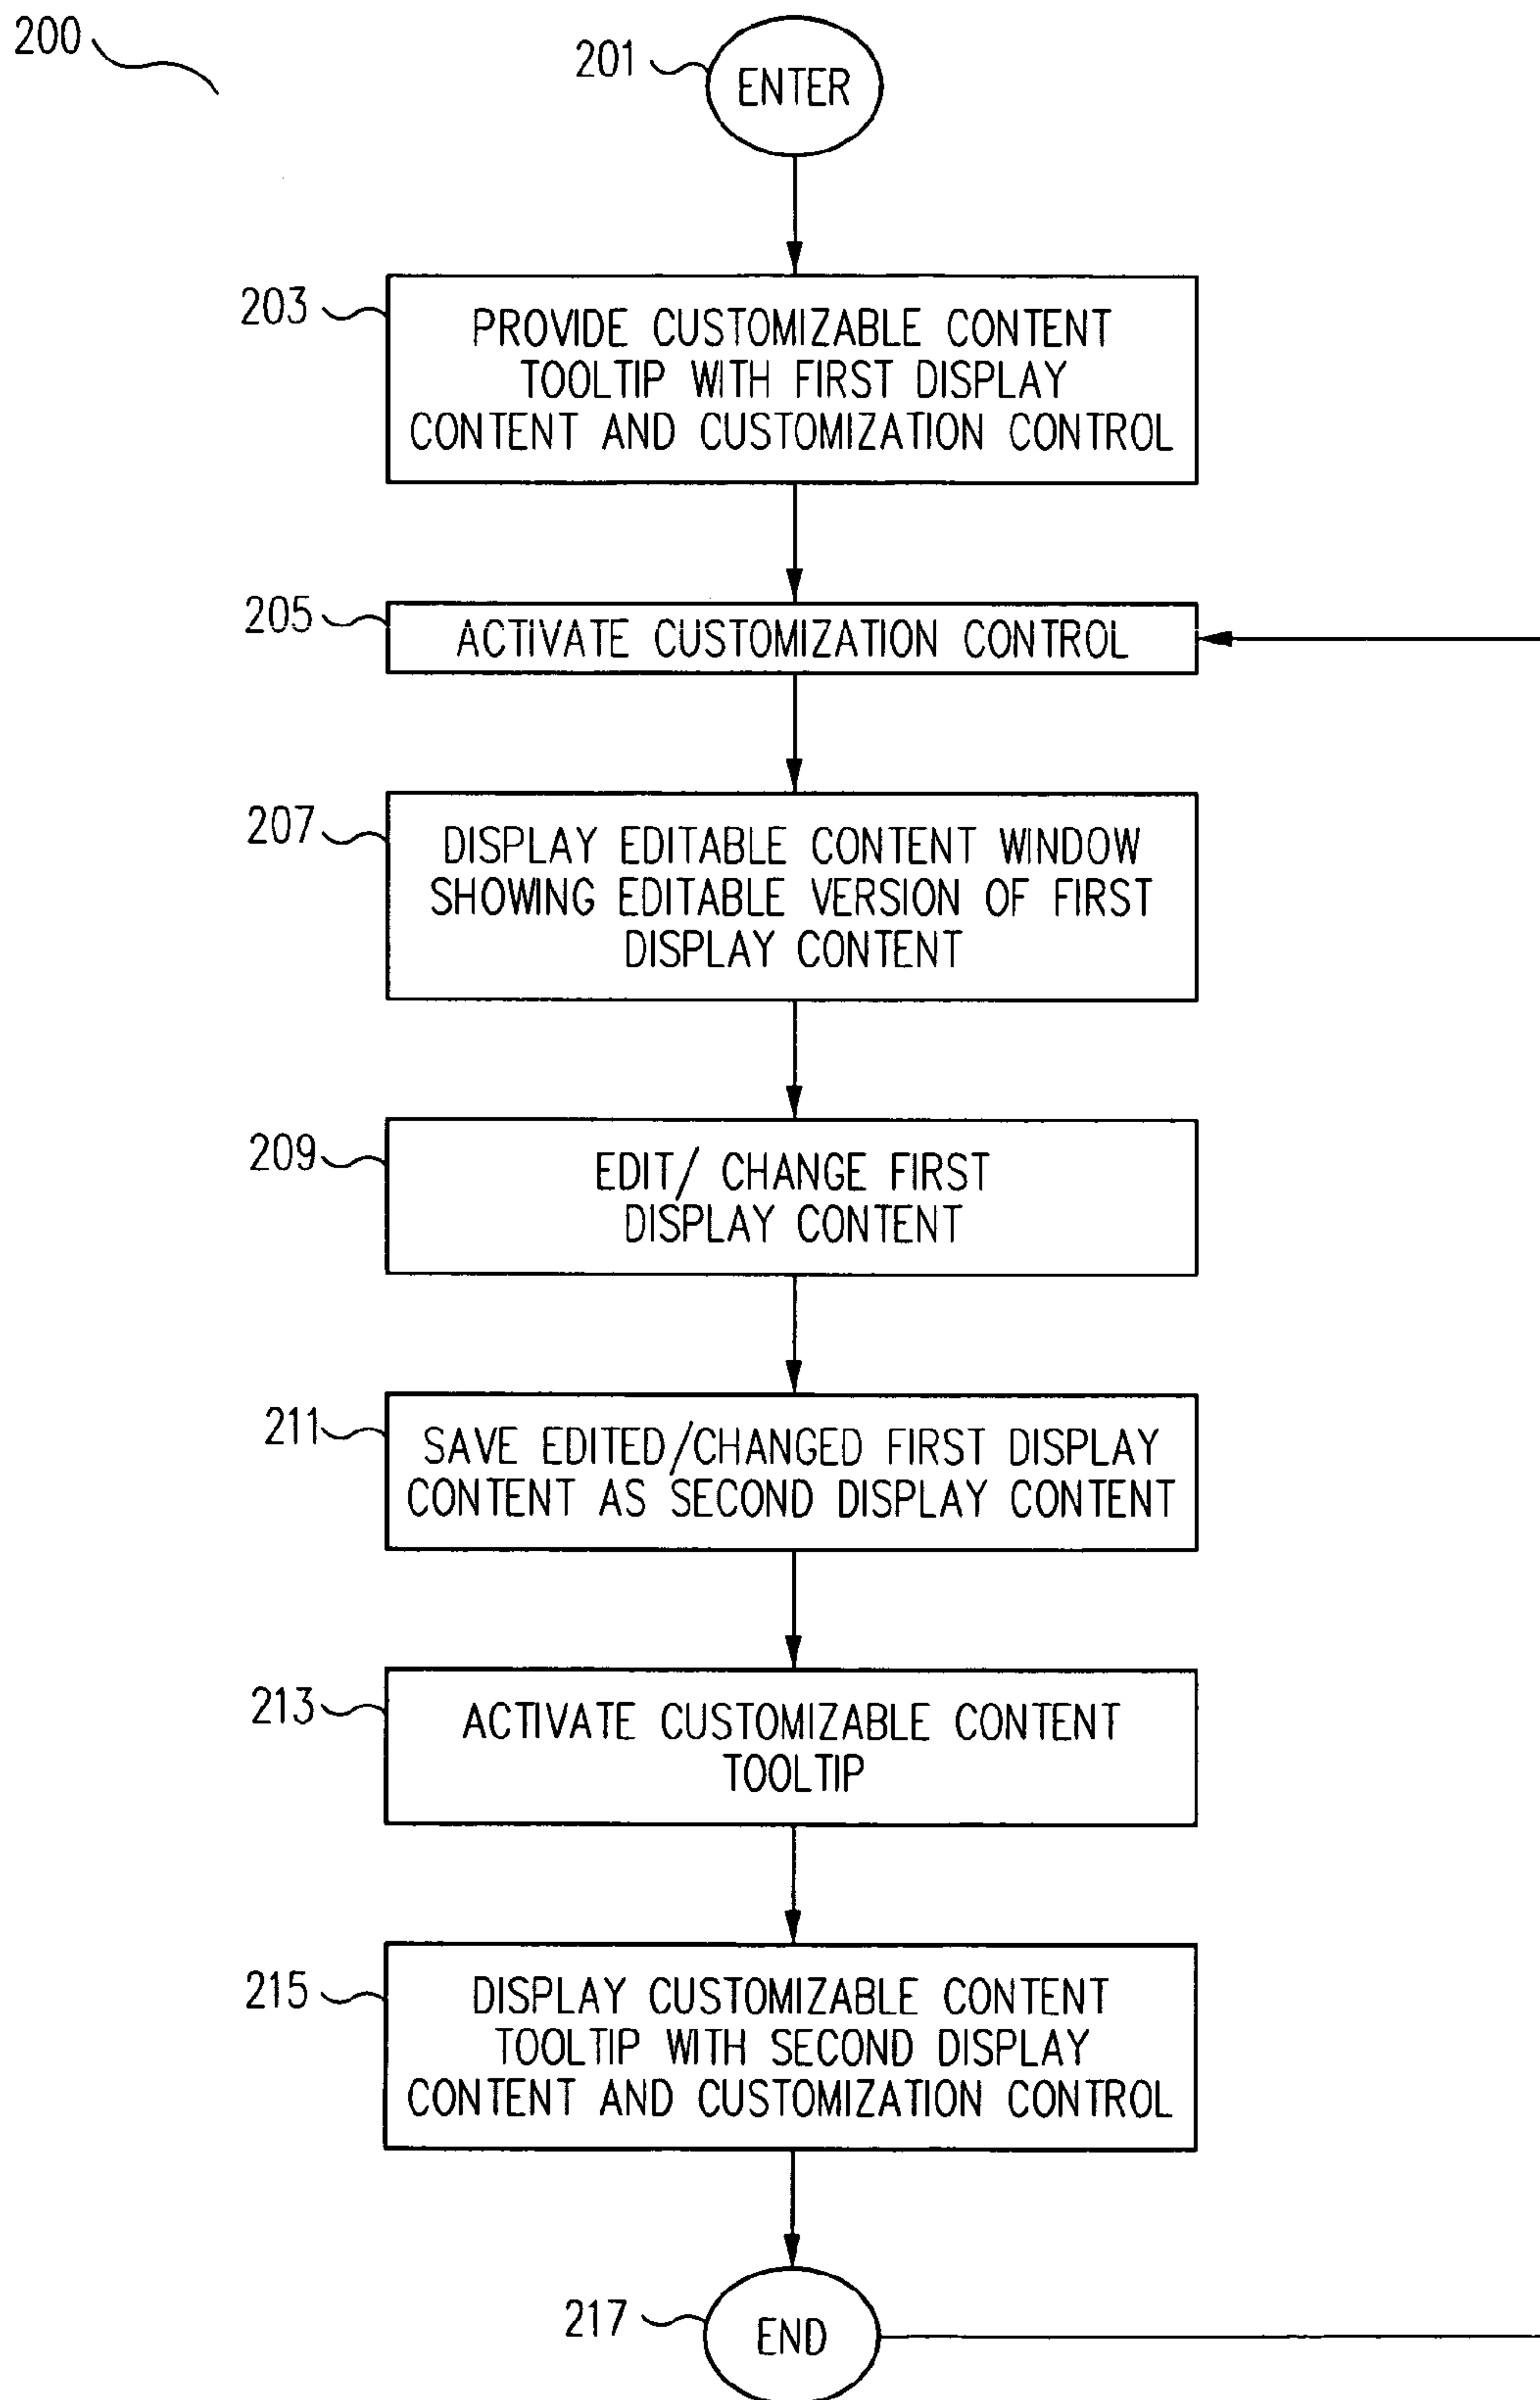 200
201
ENTER
203
PROVIDE CUSTOMIZABLE CONTENT
TOOLTIP WITH FIRST DISPLAY
CONTENT AND CUSTOMIZATION CONTROL
205
ACTIVATE CUSTOMIZATION CONTROL
207
DISPLAY EDITABLE CONTENT WINDOW
SHOWING EDITABLE VERSION OF FIRST
DISPLAY CONTENT
209
EDIT/ CHANGE FIRST
DISPLAY CONTENT
211
SAVE EDITED/CHANGED FIRST DISPLAY
CONTENT AS SECOND DISPLAY CONTENT
213
ACTIVATE CUSTOMIZABLE CONTENT
TOOLTIP
215
DISPLAY CUSTOMIZABLE CONTENT
TOOLTIP WITH SECOND DISPLAY
CONTENT AND CUSTOMIZATION CONTROL
217
END